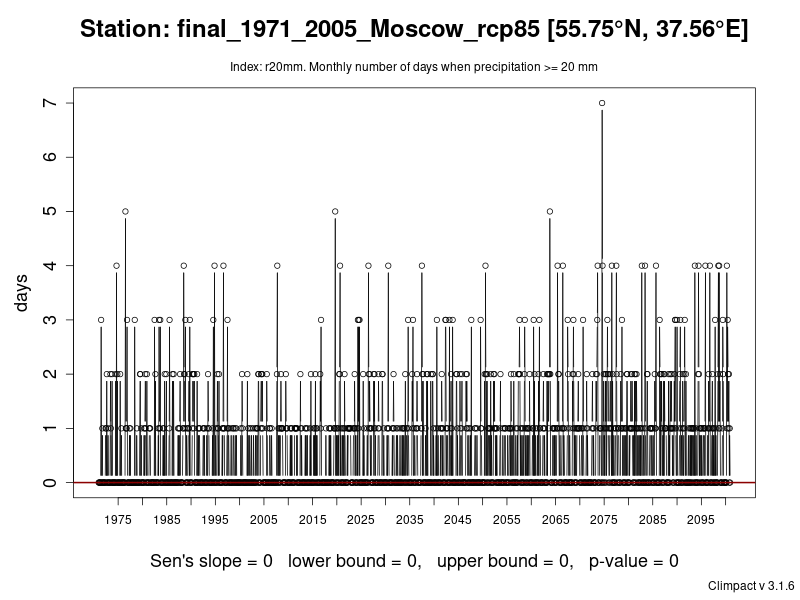 Station: final_1971_2005_Moscow_rcp85 [55.75°N, 37.56°E]
Index: r20mm. Monthly number of days when precipitation >= 20 mm
7
6
5
4
3
2
1
0
days
1975 1985 1995 2005 2015 2025 2035 2045 2055 2065 2075 2085 2095
Sen's slope = 0 lower bound = 0, upper bound = 0, p-value = 0
Climpact v 3.1.6